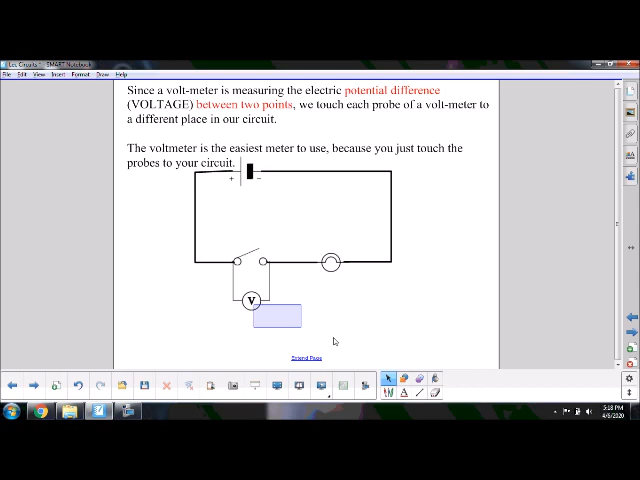 Lec Circuits * - SMART Notebook
File Edit View Insert Format Draw Help
Since a volt-meter is measuring the electric potential difference
(VOLTAGE) between two points, we touch each probe of a volt-meter to
a different place in our circuit.
The voltmeter is the easiest meter to use, because you just touch the
probes to your circuit.
+ –
V
Extend Page
5:18 PM
4/6/2020